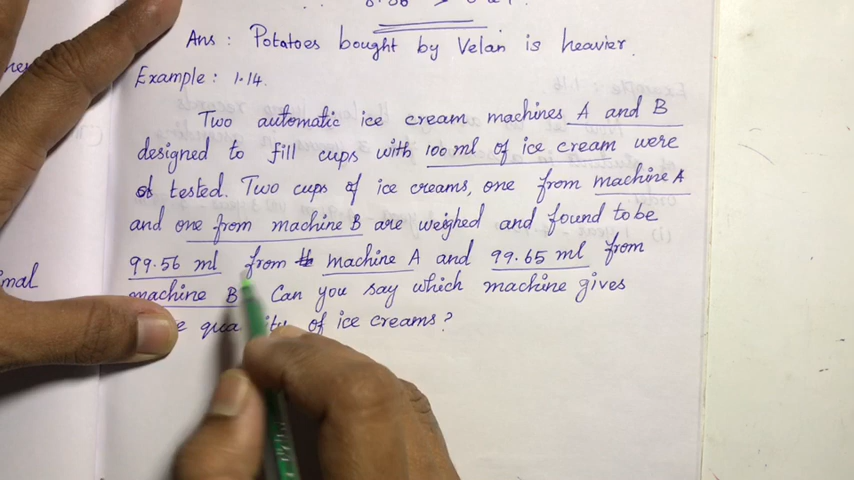 Ans : Potatoes bought by Velan is heavier.
Example : 1.14.
Two automatic ice cream machines A and B
designed to fill cups with 100 ml of ice cream were
tested. Two cups of ice creams, one from machine A
and one from machine B are weighed and found to be
99.56 ml from machine A and 99.65 ml from
machine B. Can you say which machine gives
quantity of ice creams?